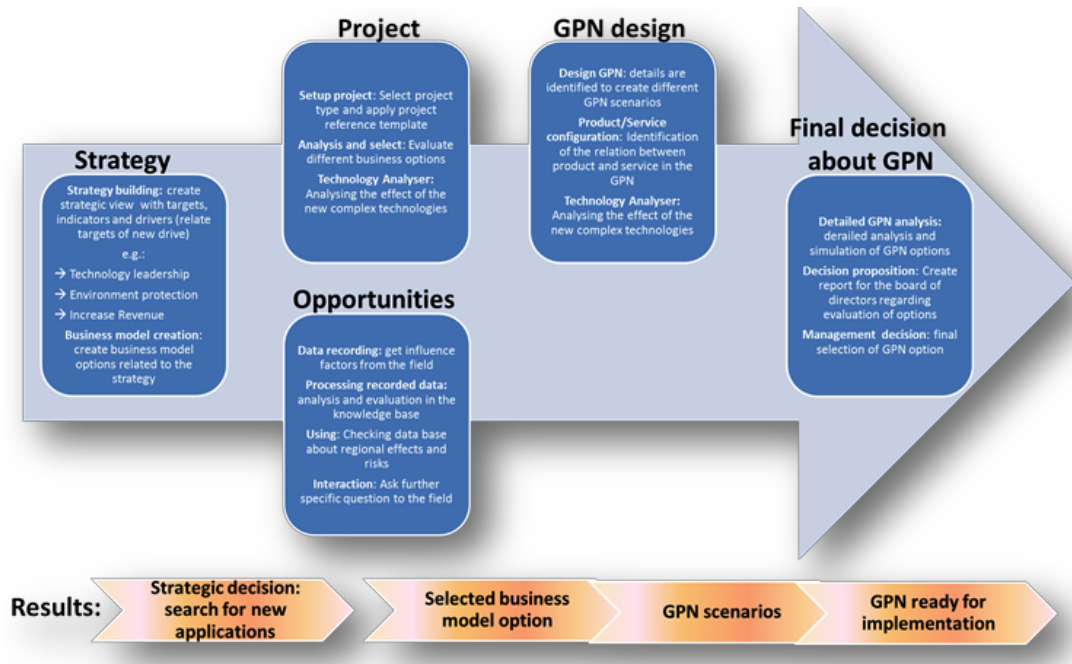 Project
Setup project: Select project
type and apply project
reference template
Analysis and select: Evaluate
different business options
Technology Analyser:
Analysing the effect of the
new complex technologies
GPN design
Design GPN: details are
identified to create different
GPN scenarios
Product/Service
configuration: Identification
of the relation between
product and service in the
GPN
Technology Analyser:
Analysing the effect of the
new complex technologies
Strategy
Strategy building: create
strategic view with targets,
indicators and drivers (relate
targets of new drive)
e.g.:
→ Technology leadership
→ Environment protection
→ Increase Revenue
Business model creation:
create business model
options related to the
strategy
Opportunities
Data recording: get influence
factors from the field
Processing recorded data:
analysis and evaluation in the
knowledge base
Using: Checking data base
about regional effects and
risks
Interaction: Ask further
specific question to the field
Final decision
about GPN
Detailed GPN analysis:
derailed analysis and
simulation of GPN options
Decision proposition: Create
report for the board of
directors regarding
evaluation of options
Management decision: final
selection of GPN option
Results:
Strategic decision:
search for new
applications
Selected business
model option
GPN scenarios
GPN ready for
implementation